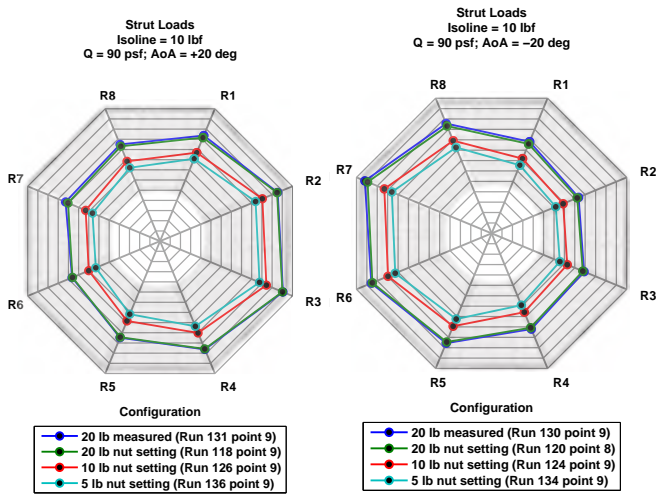 Strut Loads
Isoline = 10 lbf
Q = 90 psf; AoA = +20 deg
R8
R1
R7
R2
R6
R3
R5
R4
Configuration
20 lb measured (Run 131 point 9)
20 lb nut setting (Run 118 point 9)
10 lb nut setting (Run 126 point 9)
5 lb nut setting (Run 136 point 9)
Strut Loads
Isoline = 10 lbf
Q = 90 psf; AoA = −20 deg
R8
R1
R7
R2
R6
R3
R5
R4
Configuration
20 lb measured (Run 130 point 9)
20 lb nut setting (Run 120 point 8)
10 lb nut setting (Run 124 point 9)
5 lb nut setting (Run 134 point 9)